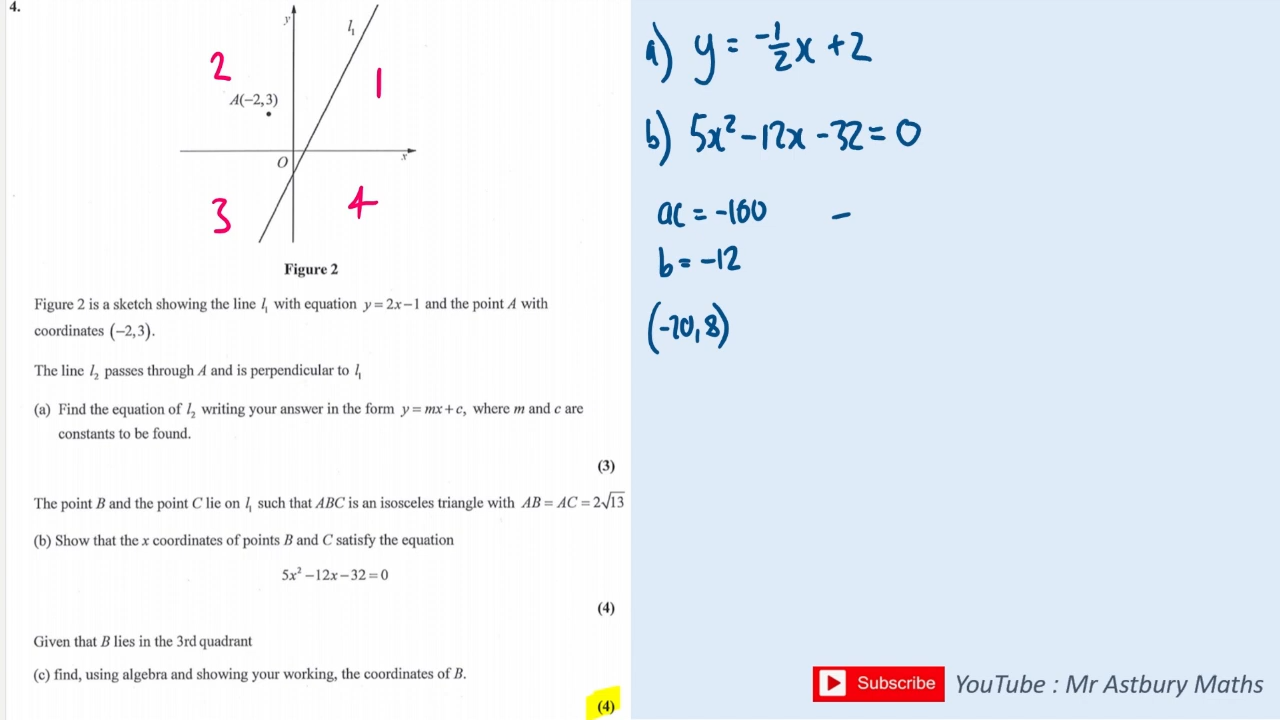 4.
y
l₁
2
1
A(−2,3)
O
x
3
4
Figure 2
Figure 2 is a sketch showing the line l₁ with equation y = 2x − 1 and the point A with
coordinates (−2,3).
The line l₂ passes through A and is perpendicular to l₁
(a) Find the equation of l₂ writing your answer in the form y = mx + c, where m and c are
constants to be found.
(3)
The point B and the point C lie on l₁ such that ABC is an isosceles triangle with AB = AC = 2√13
(b) Show that the x coordinates of points B and C satisfy the equation
5x² − 12x − 32 = 0
(4)
Given that B lies in the 3rd quadrant
(c) find, using algebra and showing your working, the coordinates of B.
(4)
a) y = -1/2 x + 2
b) 5x² - 12x - 32 = 0
ac = -160 -
b = -12
(-20, 8)
Subscribe YouTube : Mr Astbury Maths